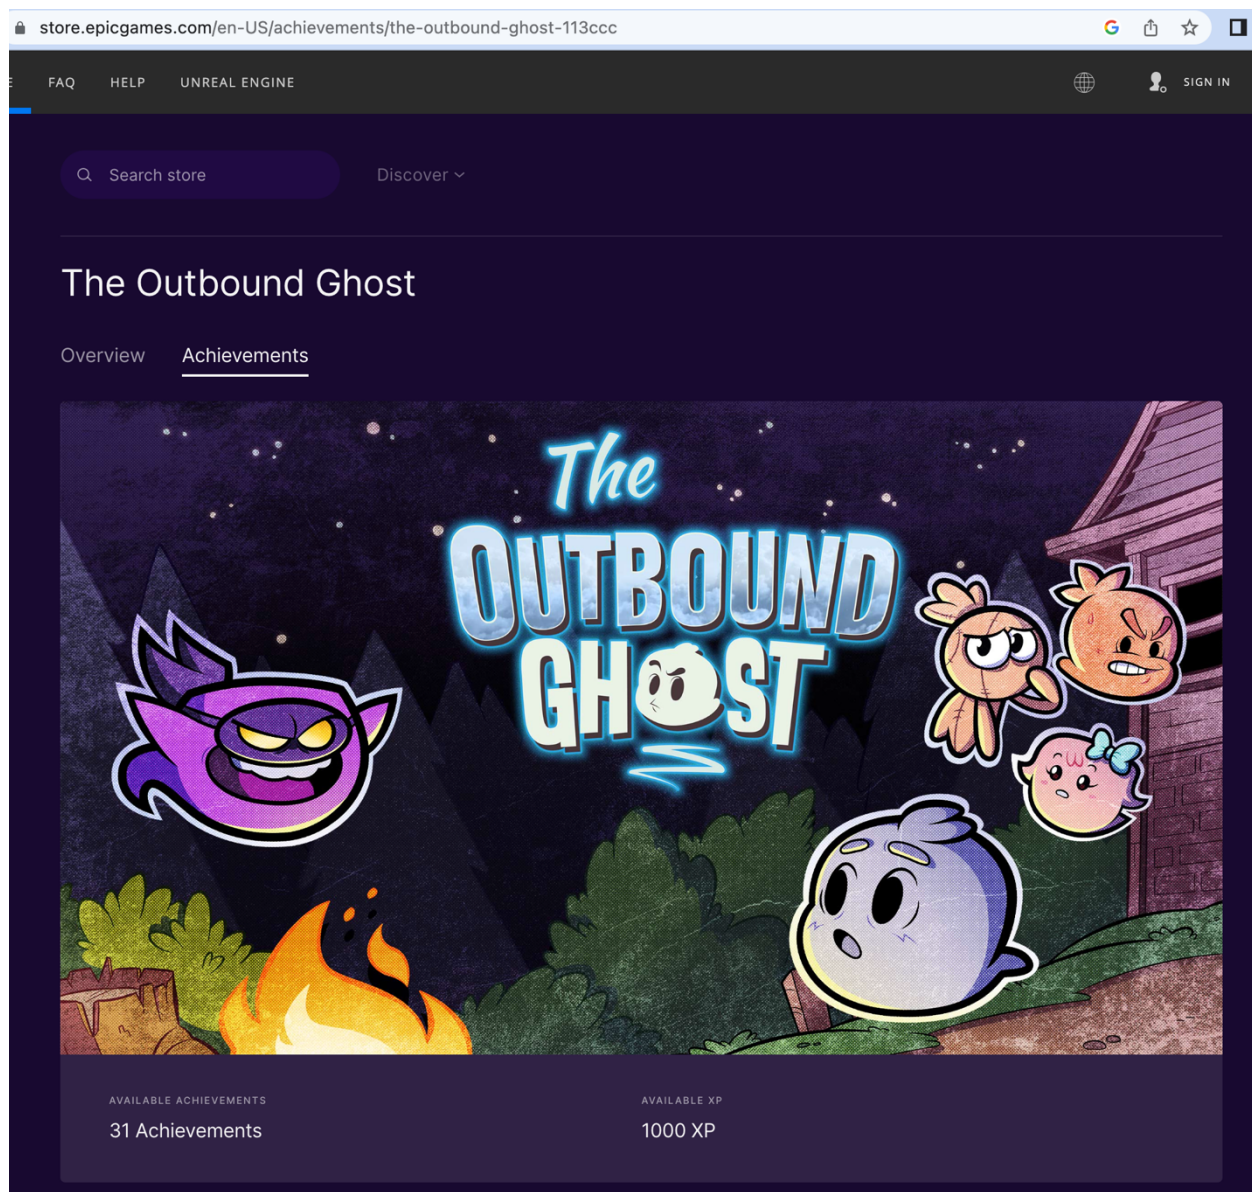 store.epicgames.com/en-US/achievements/the-outbound-ghost-113ccc
FAQ HELP UNREAL ENGINE SIGN IN
Search store Discover
The Outbound Ghost
Overview Achievements
The
OUTBOUND
GHOST
AVAILABLE ACHIEVEMENTS AVAILABLE XP
31 Achievements 1000 XP